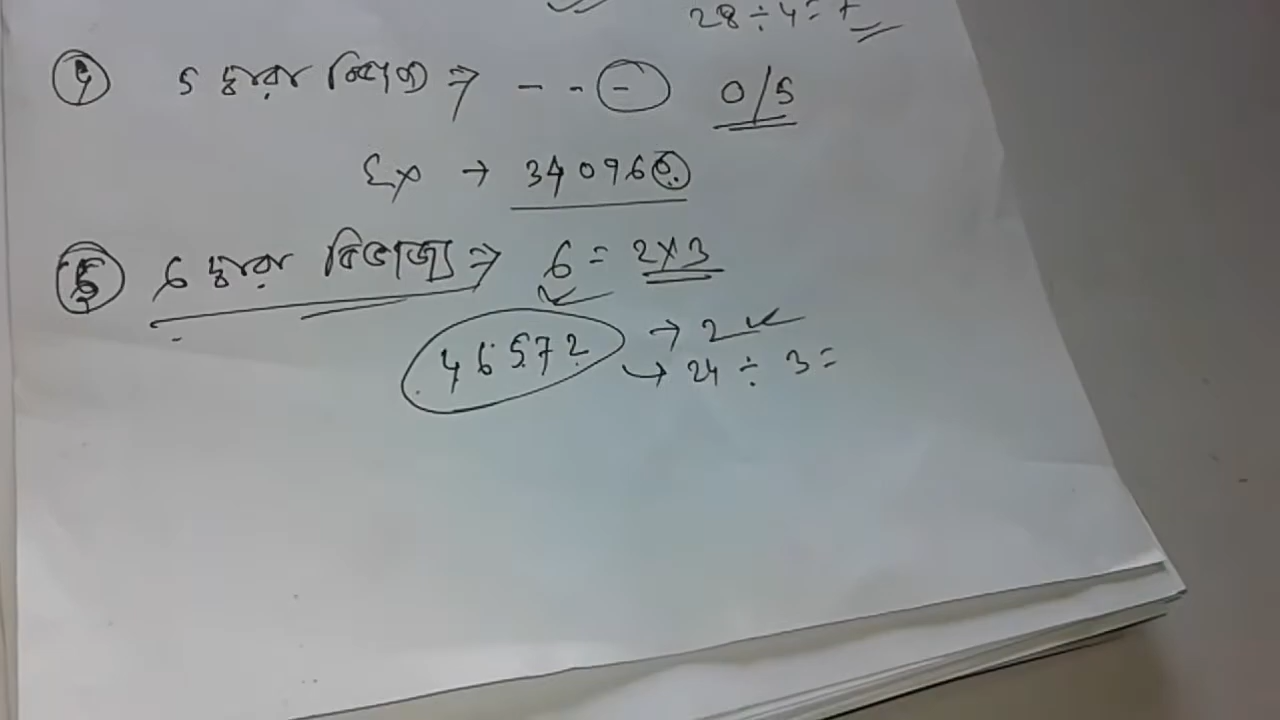 28 ÷ 4 = 7
④ 5 দ্বারা বিভাজ্য ⇒ - - - 0/5
Ex → 340960
⑤ 6 দ্বারা বিভাজ্য ⇒ 6 = 2×3
46572 → 2 ✓
→ 24 ÷ 3 =